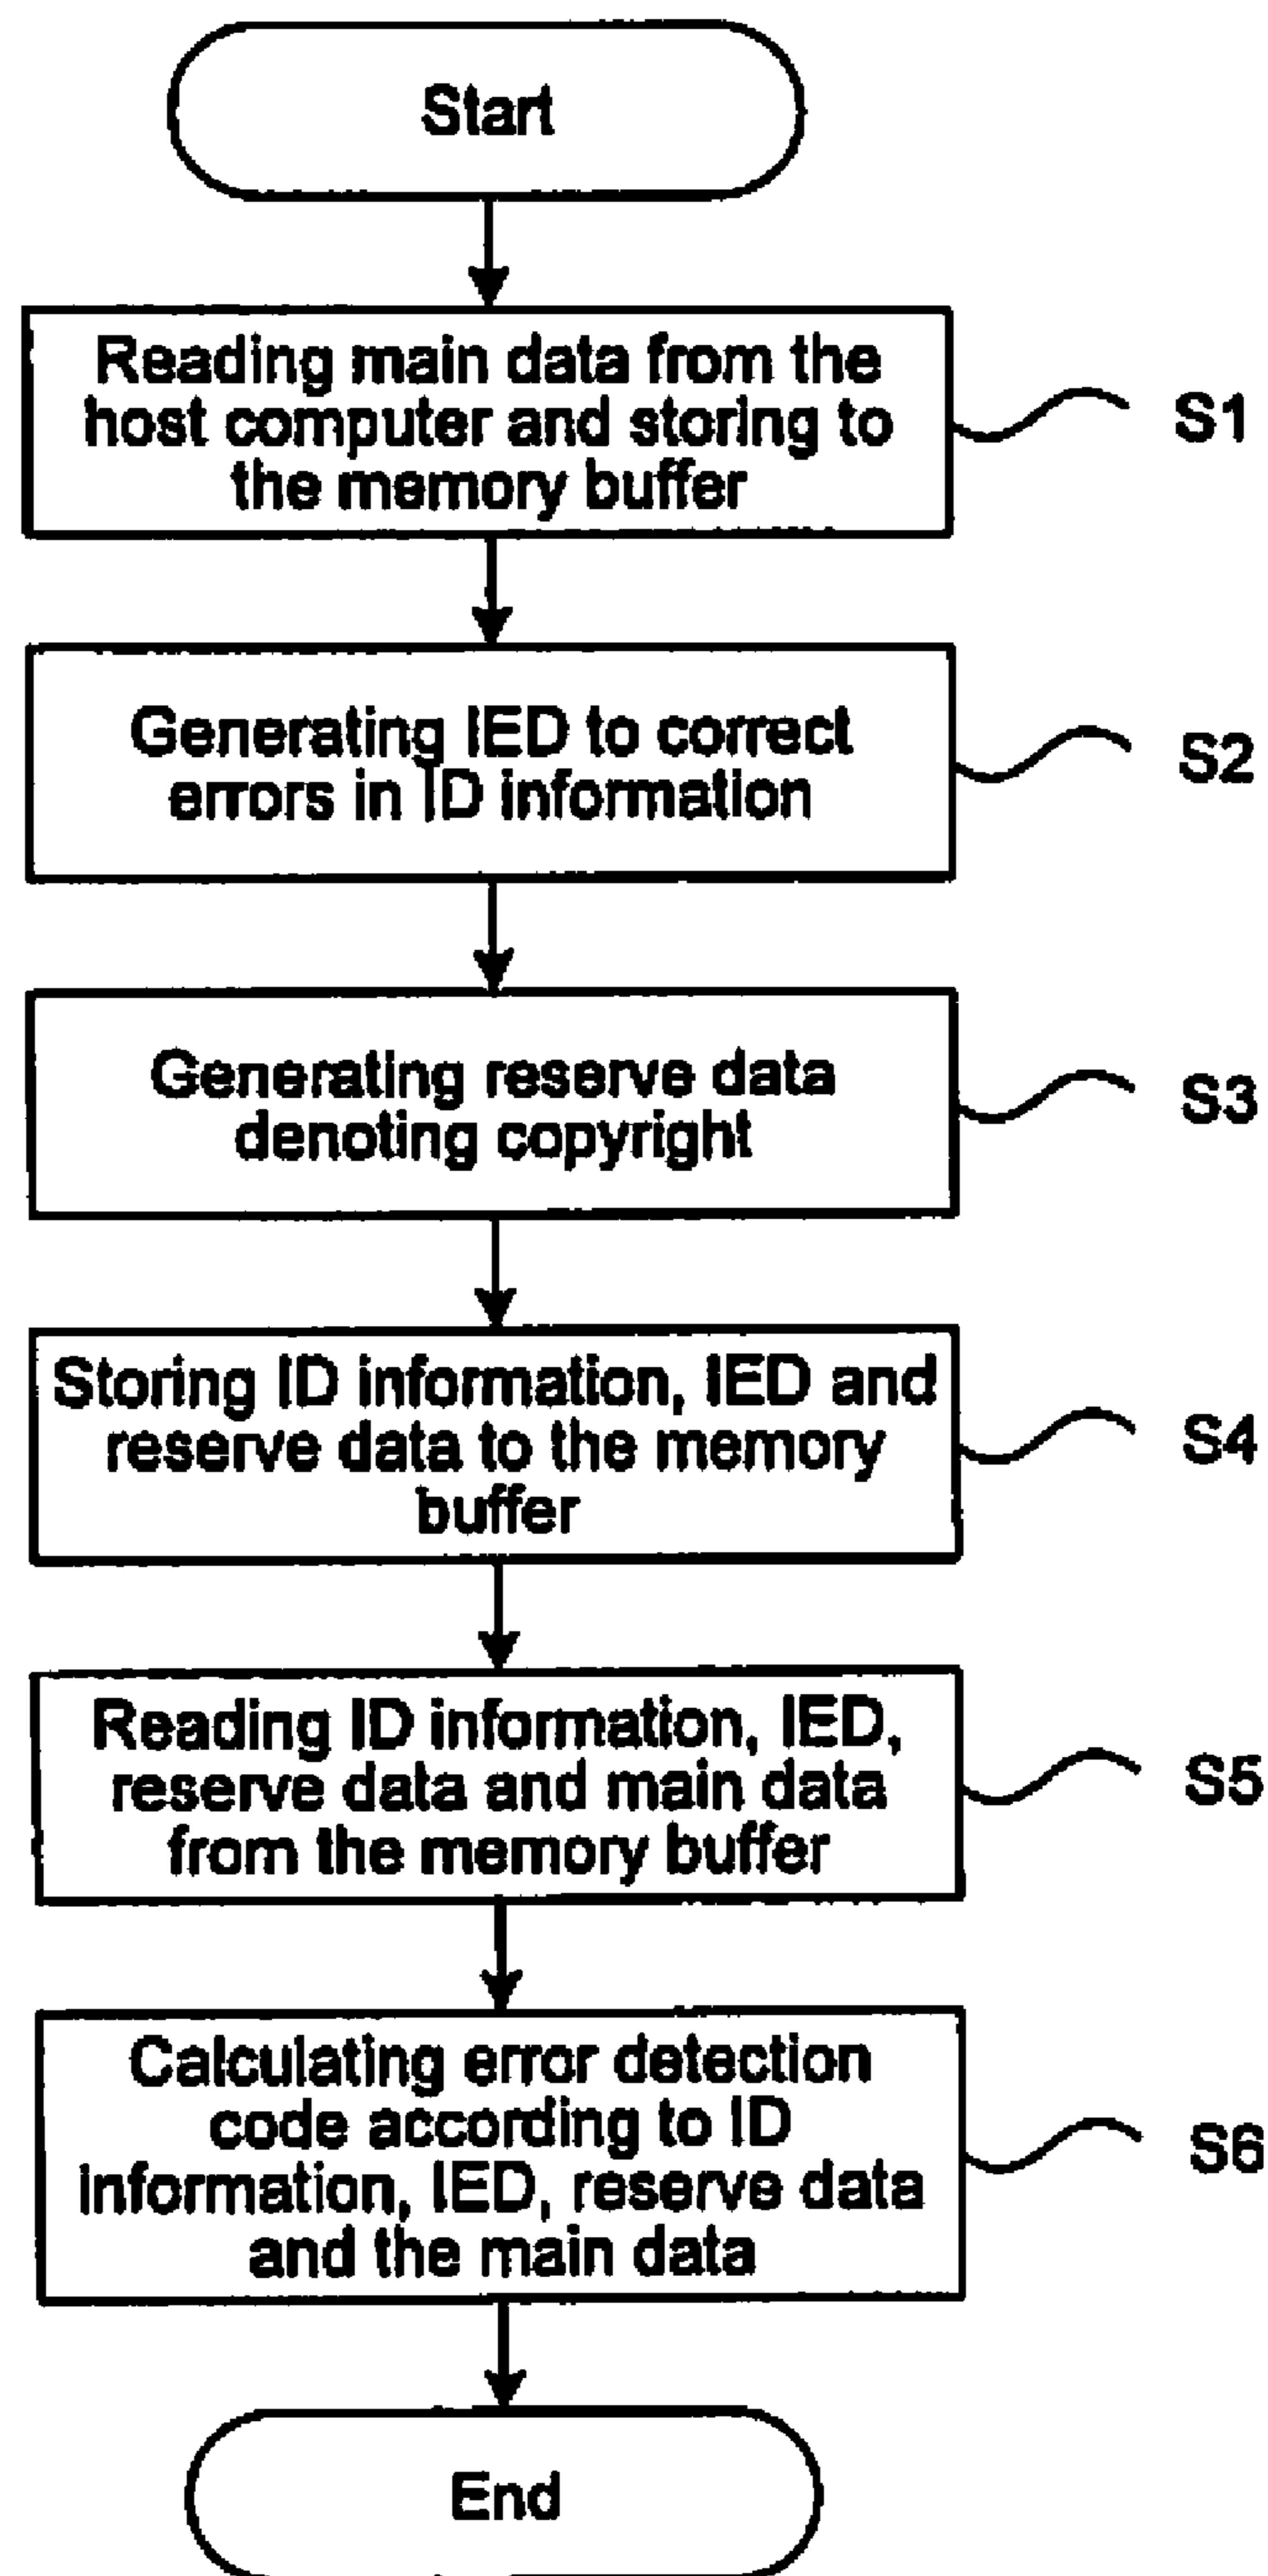 Start
Reading main data from the
host computer and storing to
the memory buffer
S1
Generating IED to correct
errors in ID information
S2
Generating reserve data
denoting copyright
S3
Storing ID information, IED and
reserve data to the memory
buffer
S4
Reading ID information, IED,
reserve data and main data
from the memory buffer
S5
Calculating error detection
code according to ID
information, IED, reserve data
and the main data
S6
End